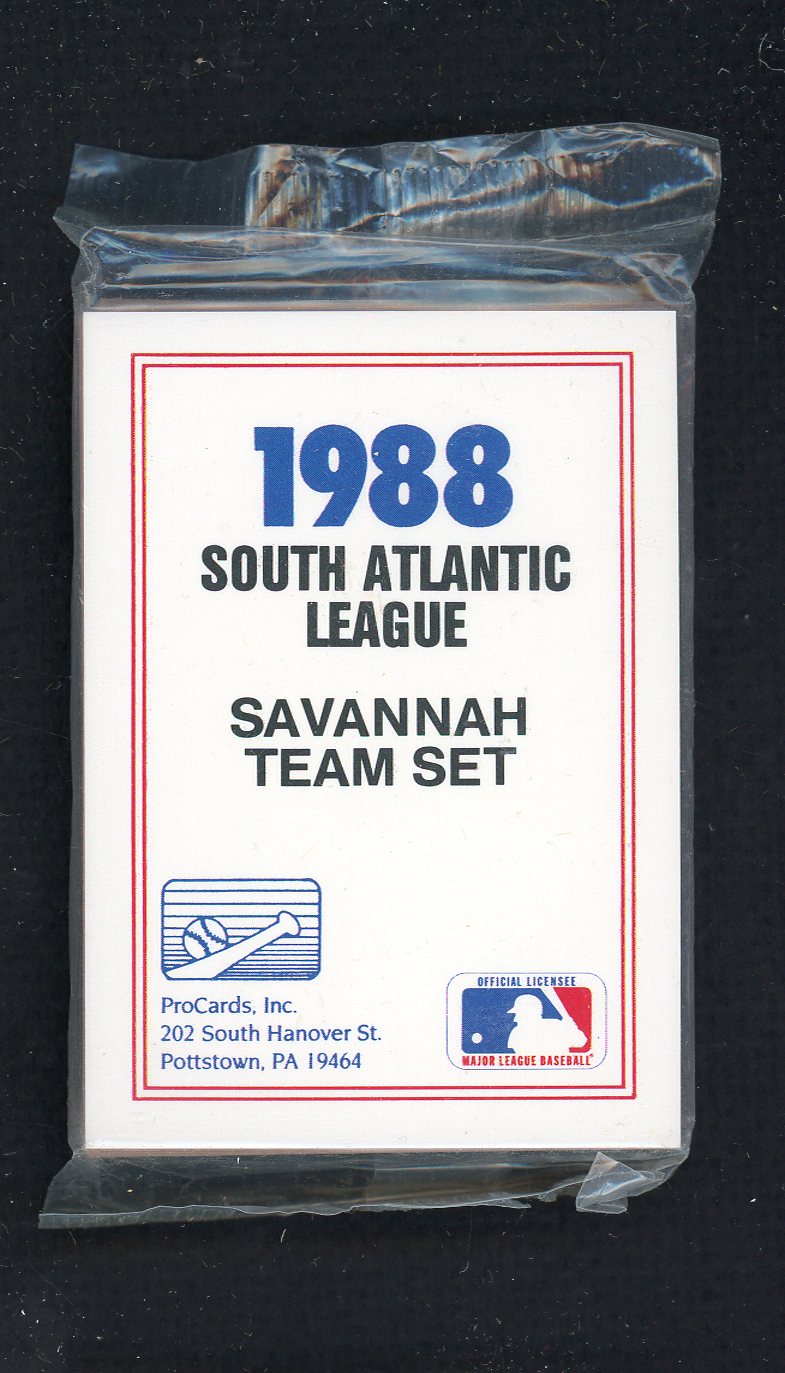 1988
SOUTH ATLANTIC
LEAGUE
SAVANNAH
TEAM SET
ProCards, Inc.
202 South Hanover St.
Pottstown, PA 19464
OFFICIAL LICENSEE
MAJOR LEAGUE BASEBALL®